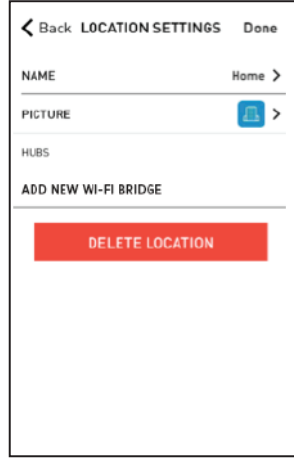 Back LOCATION SETTINGS Done
NAME Home
PICTURE
HUBS
ADD NEW WI-FI BRIDGE
DELETE LOCATION